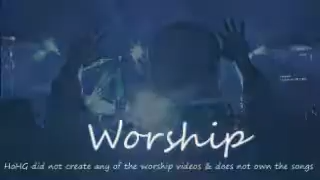 Worship
HoHG did not create any of the worship videos & does not own the songs